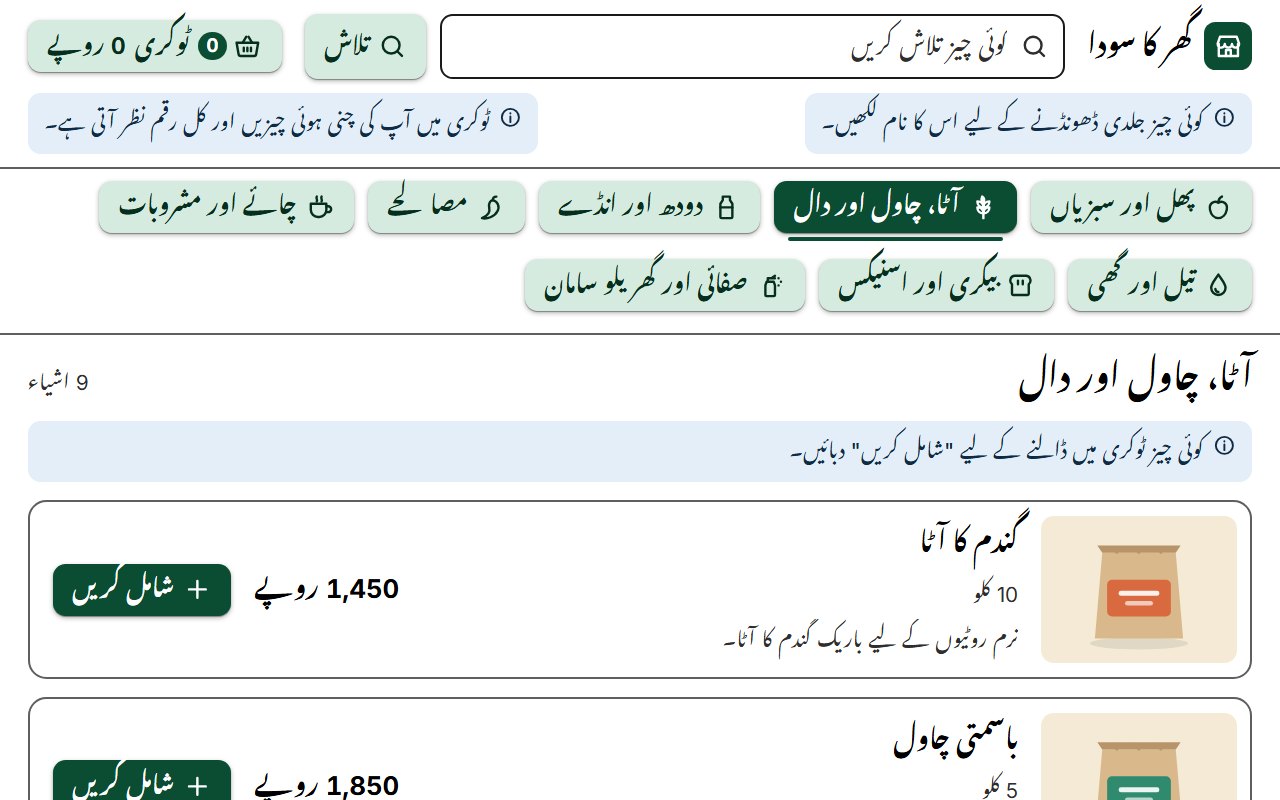 گھر کا سودا
کوئی چیز تلاش کریں
تلاش
0 ٹوکری 0 روپے
کوئی چیز جلدی ڈھونڈنے کے لیے اس کا نام لکھیں۔
ٹوکری میں آپ کی چنی ہوئی چیزیں اور کل رقم نظر آتی ہے۔
پھل اور سبزیاں
آٹا، چاول اور دال
دودھ اور انڈے
مصالحے
چائے اور مشروبات
تیل اور گھی
بیکری اور اسنیکس
صفائی اور گھریلو سامان
آٹا، چاول اور دال
9 اشیاء
کوئی چیز ٹوکری میں ڈالنے کے لیے "شامل کریں" دبائیں۔
گندم کا آٹا
10 کلو
نرم روٹیوں کے لیے باریک گندم کا آٹا۔
1,450 روپے
شامل کریں
باسمتی چاول
5 کلو
1,850 روپے
شامل کریں